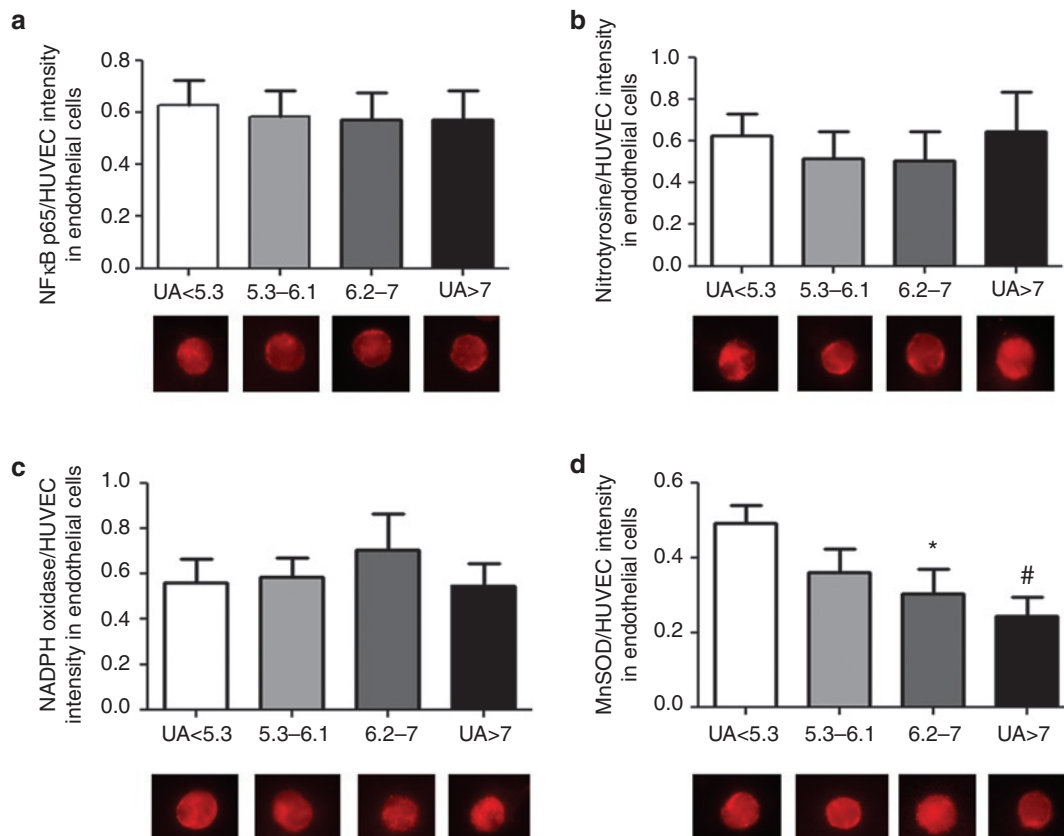 a
NFκB p65/HUVEC intensity
in endothelial cells
0.8
0.6
0.4
0.2
0.0
UA<5.3 5.3–6.1 6.2–7 UA>7
b
Nitrotyrosine/HUVEC intensity
in endothelial cells
1.0
0.8
0.6
0.4
0.2
0.0
UA<5.3 5.3–6.1 6.2–7 UA>7
c
NADPH oxidase/HUVEC
intensity in endothelial cells
1.0
0.8
0.6
0.4
0.2
0.0
UA<5.3 5.3–6.1 6.2–7 UA>7
d
MnSOD/HUVEC intensity
in endothelial cells
0.6
0.4
0.2
0.0
*
#
UA<5.3 5.3–6.1 6.2–7 UA>7